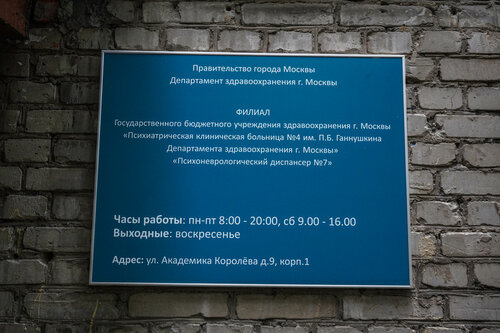 Правительство города Москвы
Департамент здравоохранения г. Москвы
ФИЛИАЛ
Государственного бюджетного учреждения здравоохранения г. Москвы
«Психиатрическая клиническая больница №4 им. П.Б. Ганнушкина
Департамента здравоохранения г. Москвы»
«Психоневрологический диспансер №7»
Часы работы: пн-пт 8:00 - 20:00, сб 9.00 - 16.00
Выходные: воскресенье
Адрес: ул. Академика Королёва д.9, корп.1